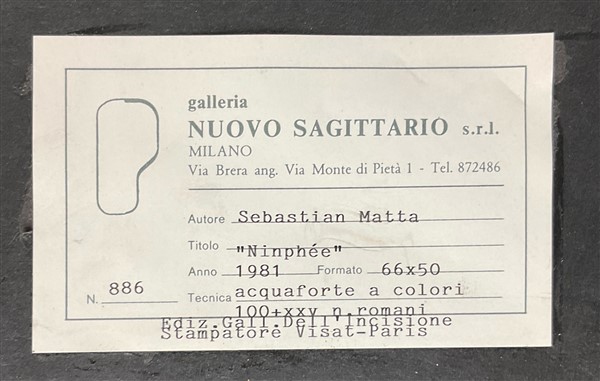 galleria
NUOVO SAGITTARIO s.r.l.
MILANO
Via Brera ang. Via Monte di Pietà 1 - Tel. 872486
Autore Sebastian Matta
Titolo "Ninphée"
Anno 1981 Formato 66x50
N. 886 Tecnica acquaforte a colori
100+xxv n.romani
Ediz.Gall.Dell'Incisione
Stampatore Visat-Paris